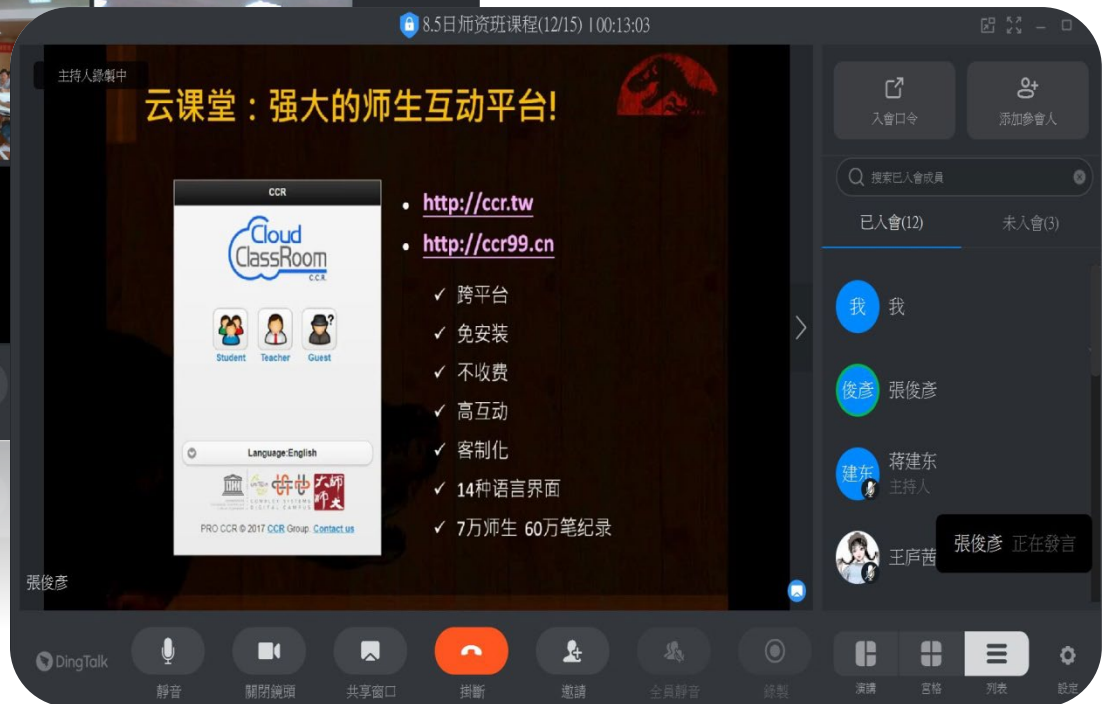 8.5日师资班课程(12/15) | 00:13:03
主持人錄製中
云课堂：强大的师生互动平台!
CCR
Cloud
ClassRoom
C.C.R.
Student Teacher Guest
Language:English
大师
師大
PRO CCR © 2017 CCR Group. Contact us
• http://ccr.tw
• http://ccr99.cn
✓ 跨平台
✓ 免安装
✓ 不收费
✓ 高互动
✓ 客制化
✓ 14种语言界面
✓ 7万师生 60万笔纪录
張俊彥
入會口令 添加參會人
搜索已入會成員
已入會(12) 未入會(3)
我 我
俊彥 張俊彥
建东 蒋建东
主持人
王庐茜
張俊彥 正在發言
DingTalk
靜音 關閉鏡頭 共享窗口 掛斷 邀請 全員靜音 錄製 演講 宮格 列表 設定